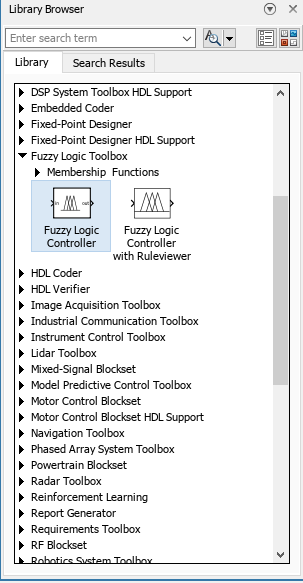 Library Browser
Enter search term
Library
Search Results
DSP System Toolbox HDL Support
Embedded Coder
Fixed-Point Designer
Fixed-Point Designer HDL Support
Fuzzy Logic Toolbox
Membership Functions
in out
Fuzzy Logic
Controller
Fuzzy Logic
Controller
with Ruleviewer
HDL Coder
HDL Verifier
Image Acquisition Toolbox
Industrial Communication Toolbox
Instrument Control Toolbox
Lidar Toolbox
Mixed-Signal Blockset
Model Predictive Control Toolbox
Motor Control Blockset
Motor Control Blockset HDL Support
Navigation Toolbox
Phased Array System Toolbox
Powertrain Blockset
Radar Toolbox
Reinforcement Learning
Report Generator
Requirements Toolbox
RF Blockset
Robotics System Toolbox